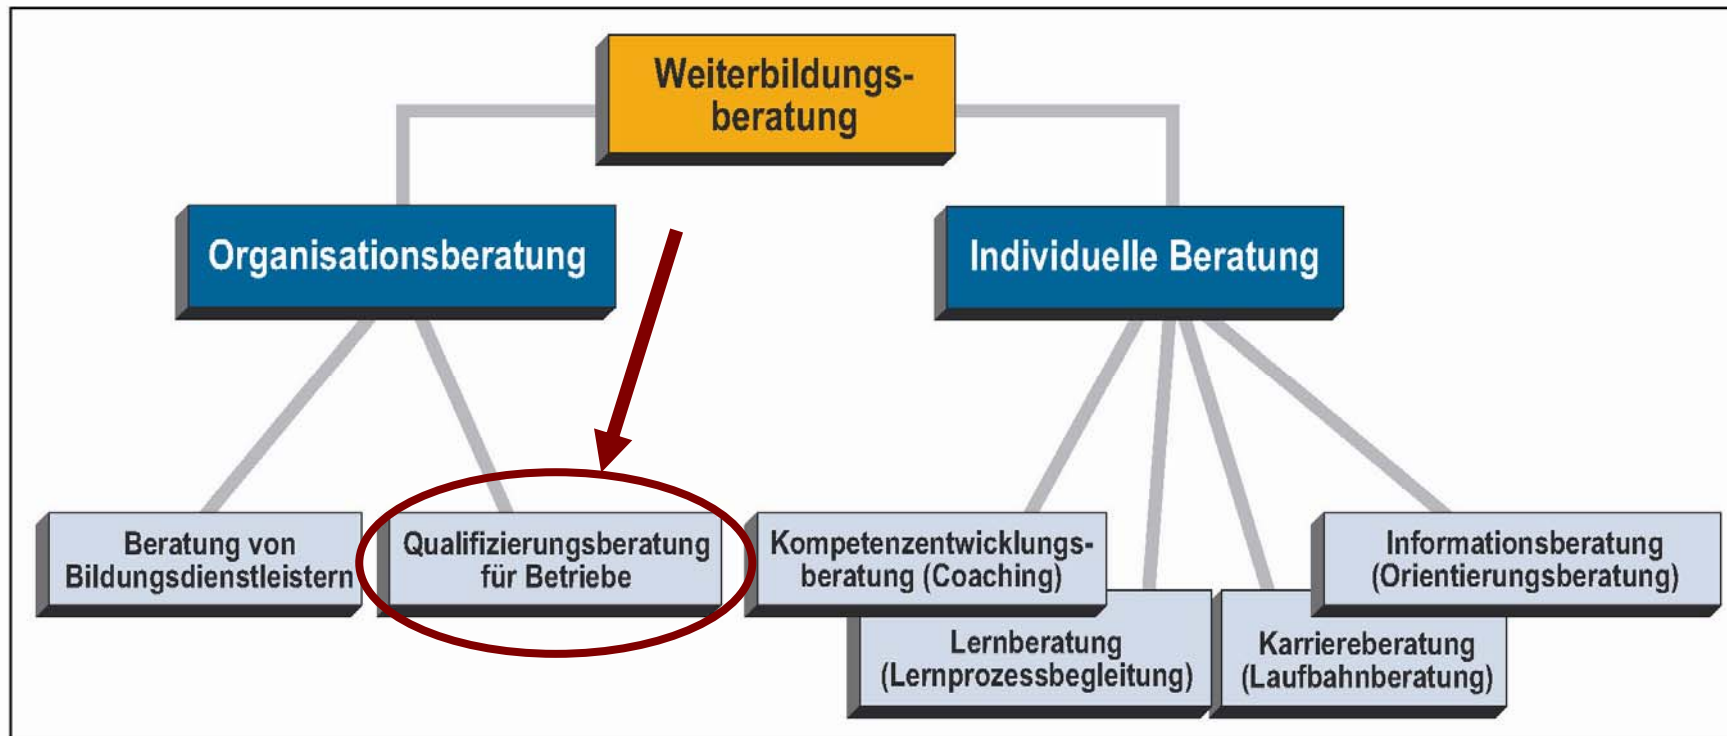 Weiterbildungs-
beratung
Organisationsberatung
Individuelle Beratung
Beratung von
Bildungsdienstleistern
Qualifizierungsberatung
für Betriebe
Kompetenzentwicklungs-
beratung (Coaching)
Lernberatung
(Lernprozessbegleitung)
Karriereberatung
(Laufbahnberatung)
Informationsberatung
(Orientierungsberatung)